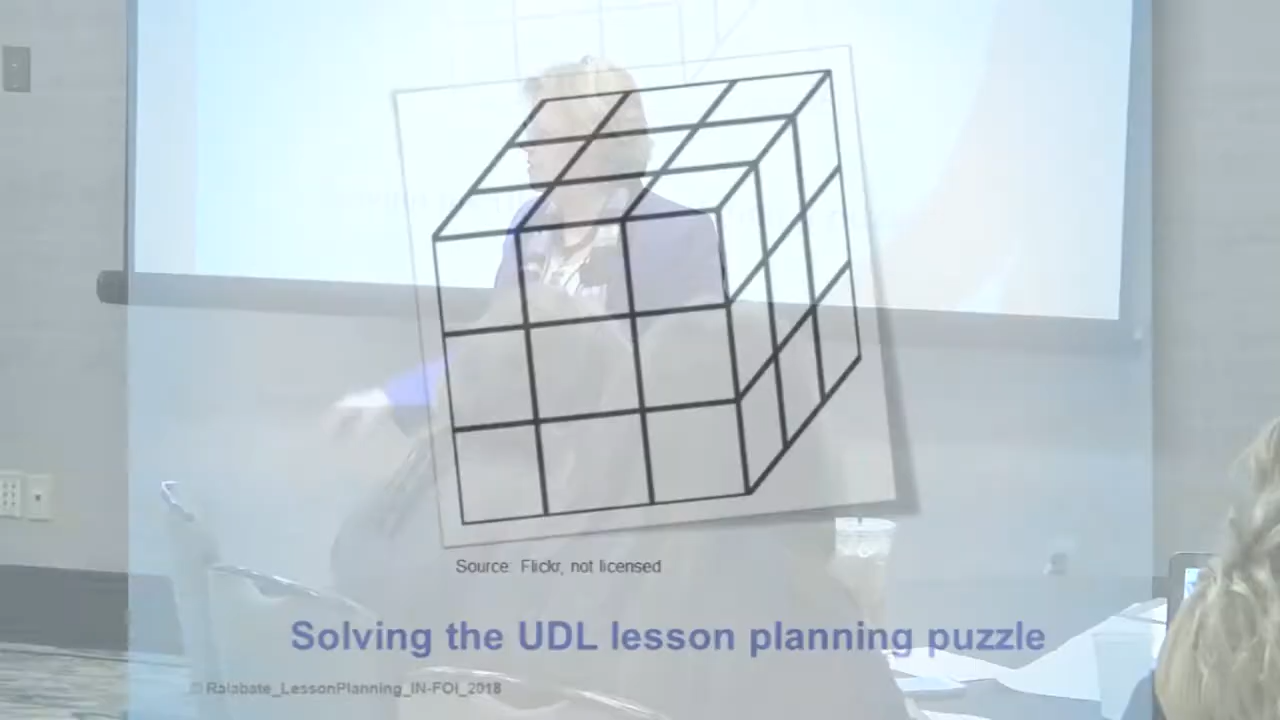 Source: Flickr, not licensed
Solving the UDL lesson planning puzzle
© Ralabate_LessonPlanning_IN-FOI_2018